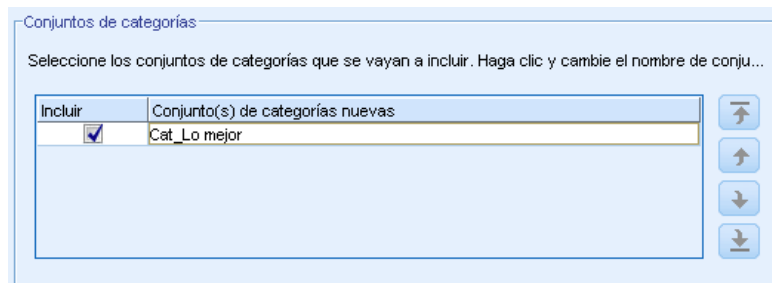 Conjuntos de categorías
Seleccione los conjuntos de categorías que se vayan a incluir. Haga clic y cambie el nombre de conju...
Incluir Conjunto(s) de categorías nuevas
Cat_Lo mejor